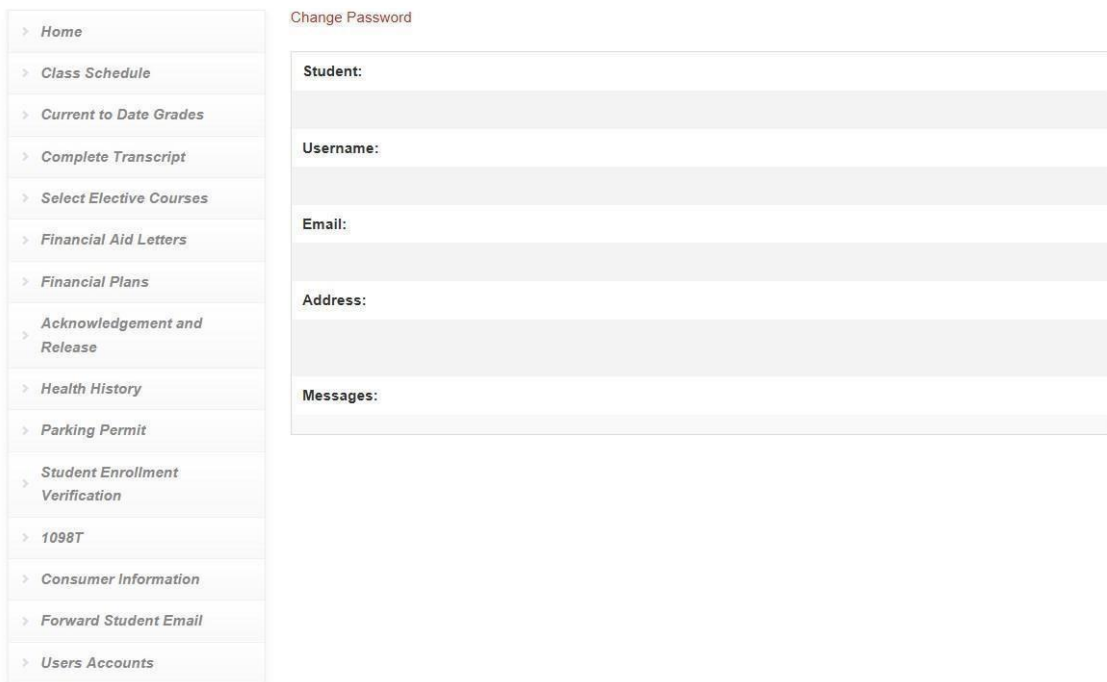 Home
Class Schedule
Current to Date Grades
Complete Transcript
Select Elective Courses
Financial Aid Letters
Financial Plans
Acknowledgement and
Release
Health History
Parking Permit
Student Enrollment
Verification
1098T
Consumer Information
Forward Student Email
Users Accounts
Change Password
Student:
Username:
Email:
Address:
Messages: